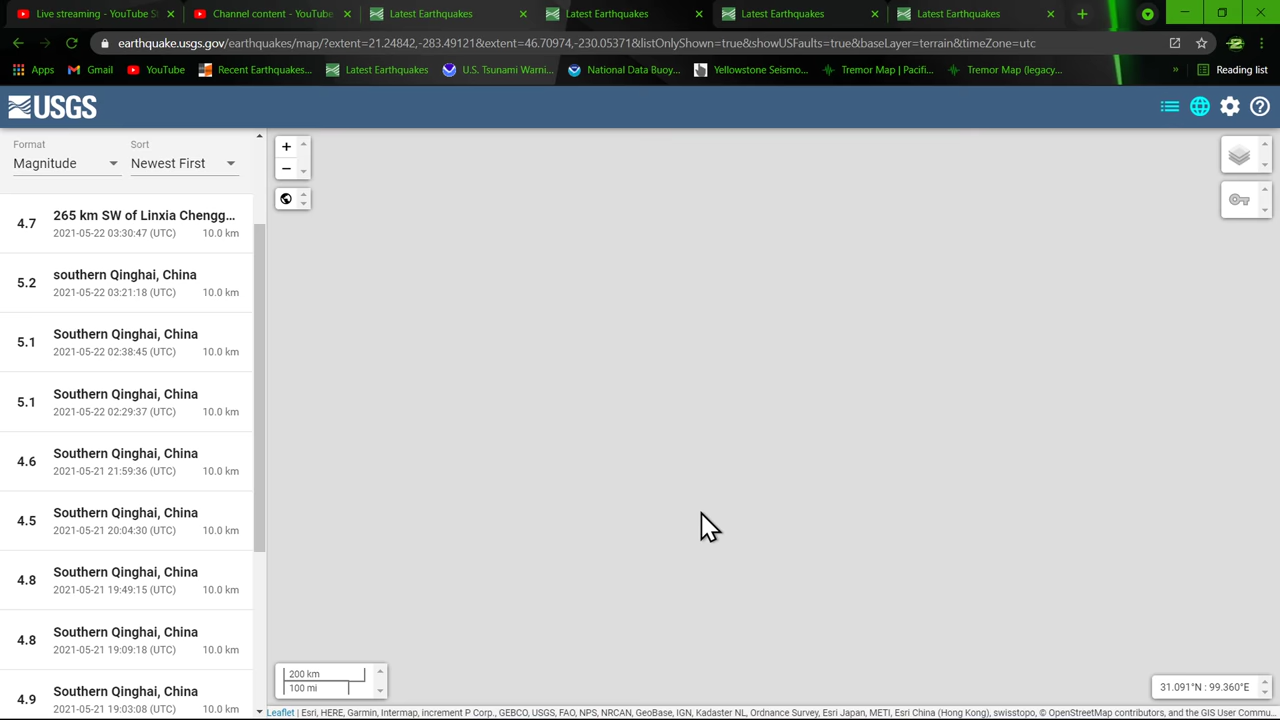 Live streaming - YouTube S
Channel content - YouTube
Latest Earthquakes
Latest Earthquakes
Latest Earthquakes
Latest Earthquakes
earthquake.usgs.gov/earthquakes/map/?extent=21.24842,-283.49121&extent=46.70974,-230.05371&listOnlyShown=true&showUSFaults=true&baseLayer=terrain&timeZone=utc
Apps
Gmail
YouTube
Recent Earthquakes...
Latest Earthquakes
U.S. Tsunami Warni...
National Data Buoy...
Yellowstone Seismo...
Tremor Map | Pacifi...
Tremor Map (legacy...
»
Reading list
USGS
Format
Sort
Magnitude
Newest First
4.7
265 km SW of Linxia Chengg...
2021-05-22 03:30:47 (UTC)
10.0 km
5.2
southern Qinghai, China
2021-05-22 03:21:18 (UTC)
10.0 km
5.1
Southern Qinghai, China
2021-05-22 02:38:45 (UTC)
10.0 km
5.1
Southern Qinghai, China
2021-05-22 02:29:37 (UTC)
10.0 km
4.6
Southern Qinghai, China
2021-05-21 21:59:36 (UTC)
10.0 km
4.5
Southern Qinghai, China
2021-05-21 20:04:30 (UTC)
10.0 km
4.8
Southern Qinghai, China
2021-05-21 19:49:15 (UTC)
10.0 km
4.8
Southern Qinghai, China
2021-05-21 19:09:18 (UTC)
10.0 km
4.9
Southern Qinghai, China
2021-05-21 19:03:08 (UTC)
10.0 km
+
−
200 km
100 mi
31.091°N : 99.360°E
Leaflet | Esri, HERE, Garmin, Intermap, increment P Corp., GEBCO, USGS, FAO, NPS, NRCAN, GeoBase, IGN, Kadaster NL, Ordnance Survey, Esri Japan, METI, Esri China (Hong Kong), swisstopo, © OpenStreetMap contributors, and the GIS User Commu...